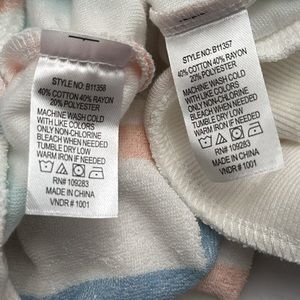 STYLE NO: B11356
40% COTTON 40% RAYON
20% POLYESTER
MACHINE WASH COLD
WITH LIKE COLORS
ONLY NON-CHLORINE
BLEACH WHEN NEEDED
TUMBLE DRY LOW
WARM IRON IF NEEDED
RN# 109283
MADE IN CHINA
VNDR # 1001
STYLE NO: B11357
40% COTTON 40% RAYON
20% POLYESTER
MACHINE WASH COLD
WITH LIKE COLORS
ONLY NON-CHLORINE
BLEACH WHEN NEEDED
TUMBLE DRY LOW
WARM IRON IF NEEDED
RN# 109283
MADE IN CHINA
VNDR # 1001